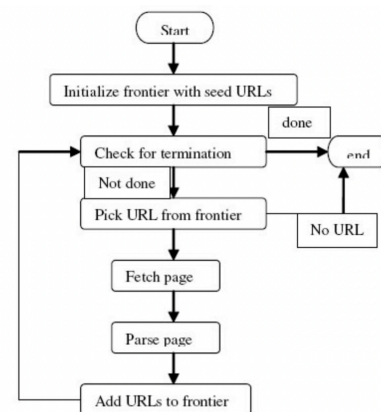 Start
Initialize frontier with seed URLs
done
Check for termination
end
Not done
Pick URL from frontier
No URL
Fetch page
Parse page
Add URLs to frontier